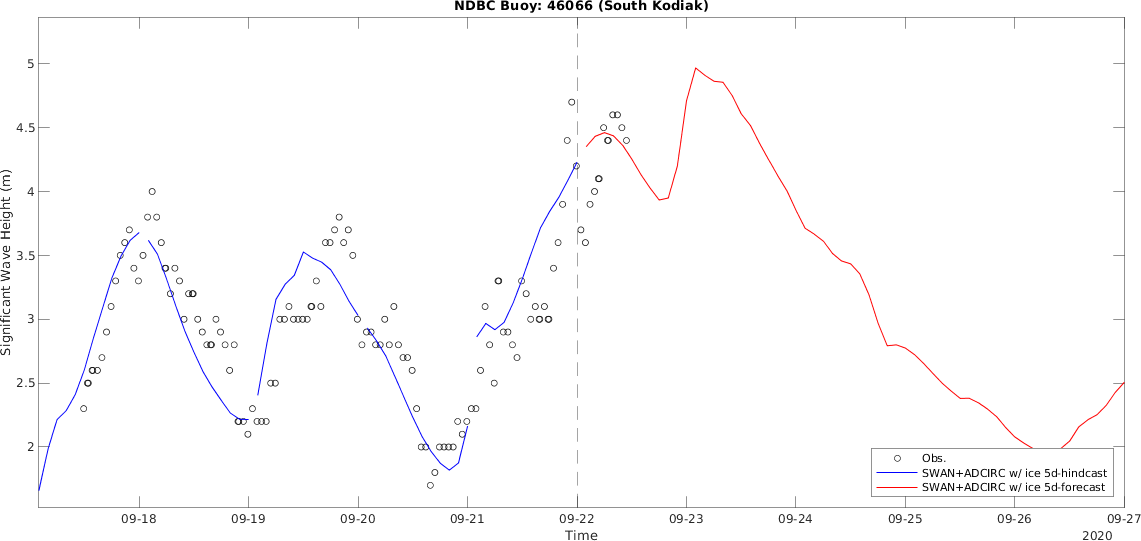 NDBC Buoy: 46066 (South Kodiak)
Significant Wave Height (m)
5
4.5
4
3.5
3
2.5
2
Obs.
SWAN+ADCIRC w/ ice 5d-hindcast
SWAN+ADCIRC w/ ice 5d-forecast
09-18 09-19 09-20 09-21 09-22 09-23 09-24 09-25 09-26 09-27
Time
2020